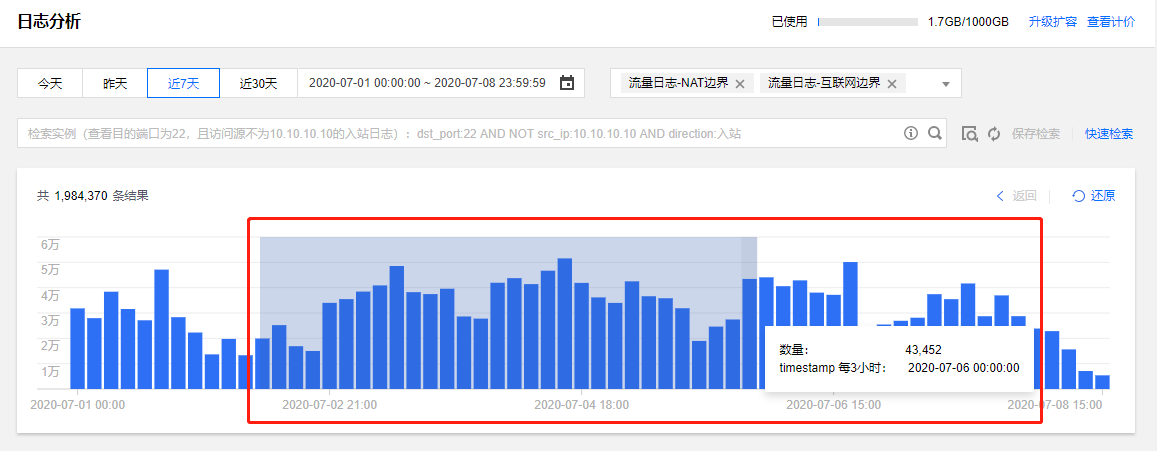 日志分析
已使用 1.7GB/1000GB 升级扩容 查看计价
今天 昨天 近7天 近30天 2020-07-01 00:00:00 ~ 2020-07-08 23:59:59 流量日志-NAT边界 流量日志-互联网边界
检索实例（查看目的端口为22，且访问源不为10.10.10.10的入站日志）：dst_port:22 AND NOT src_ip:10.10.10.10 AND direction:入站 保存检索 快速检索
共 1,984,370 条结果 返回 还原
6万
5万
4万
3万
2万
1万
数量： 43,452
timestamp 每3小时： 2020-07-06 00:00:00
2020-07-01 00:00 2020-07-02 21:00 2020-07-04 18:00 2020-07-06 15:00 2020-07-08 15:00